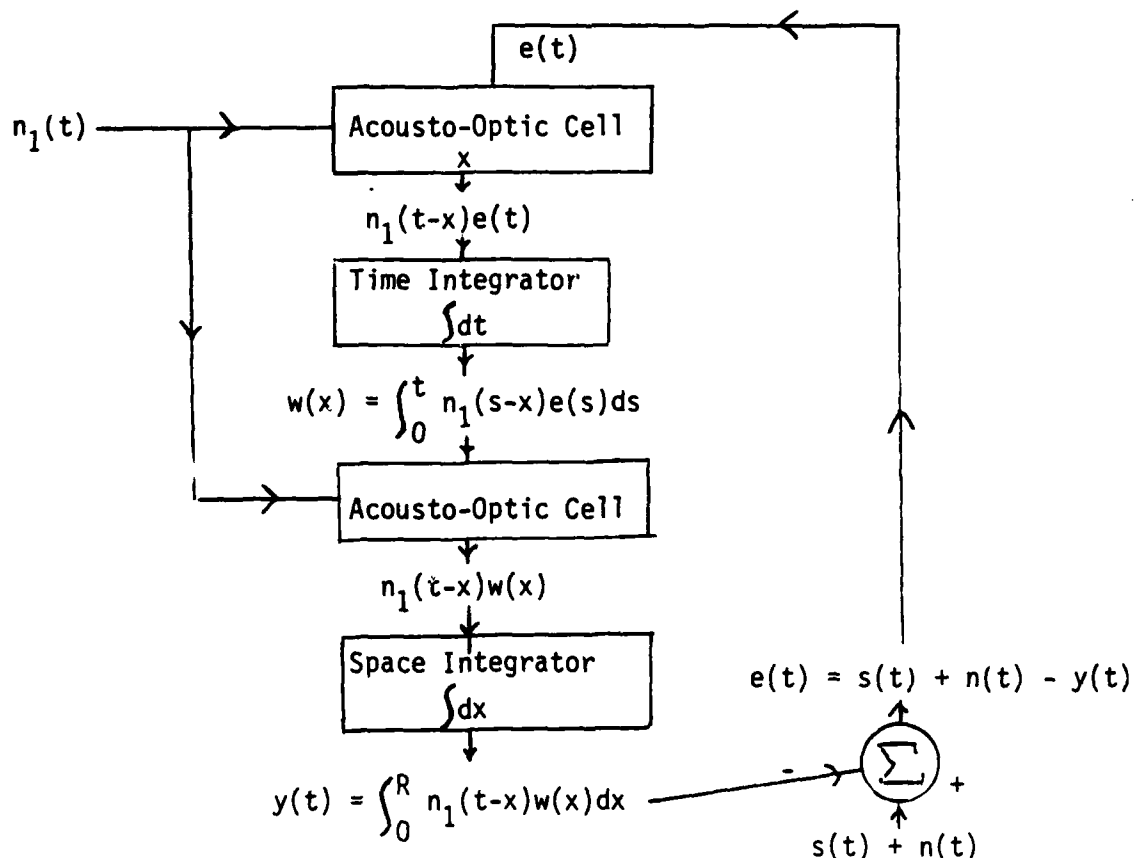 e(t)
n₁(t)
Acousto-Optic Cell
x
n₁(t-x)e(t)
Time Integrator
∫dt
w(x) = ∫₀ᵗ n₁(s-x)e(s)ds
Acousto-Optic Cell
n₁(t-x)w(x)
Space Integrator
∫dx
e(t) = s(t) + n(t) - y(t)
y(t) = ∫₀ᴿ n₁(t-x)w(x)dx
- Σ +
s(t) + n(t)